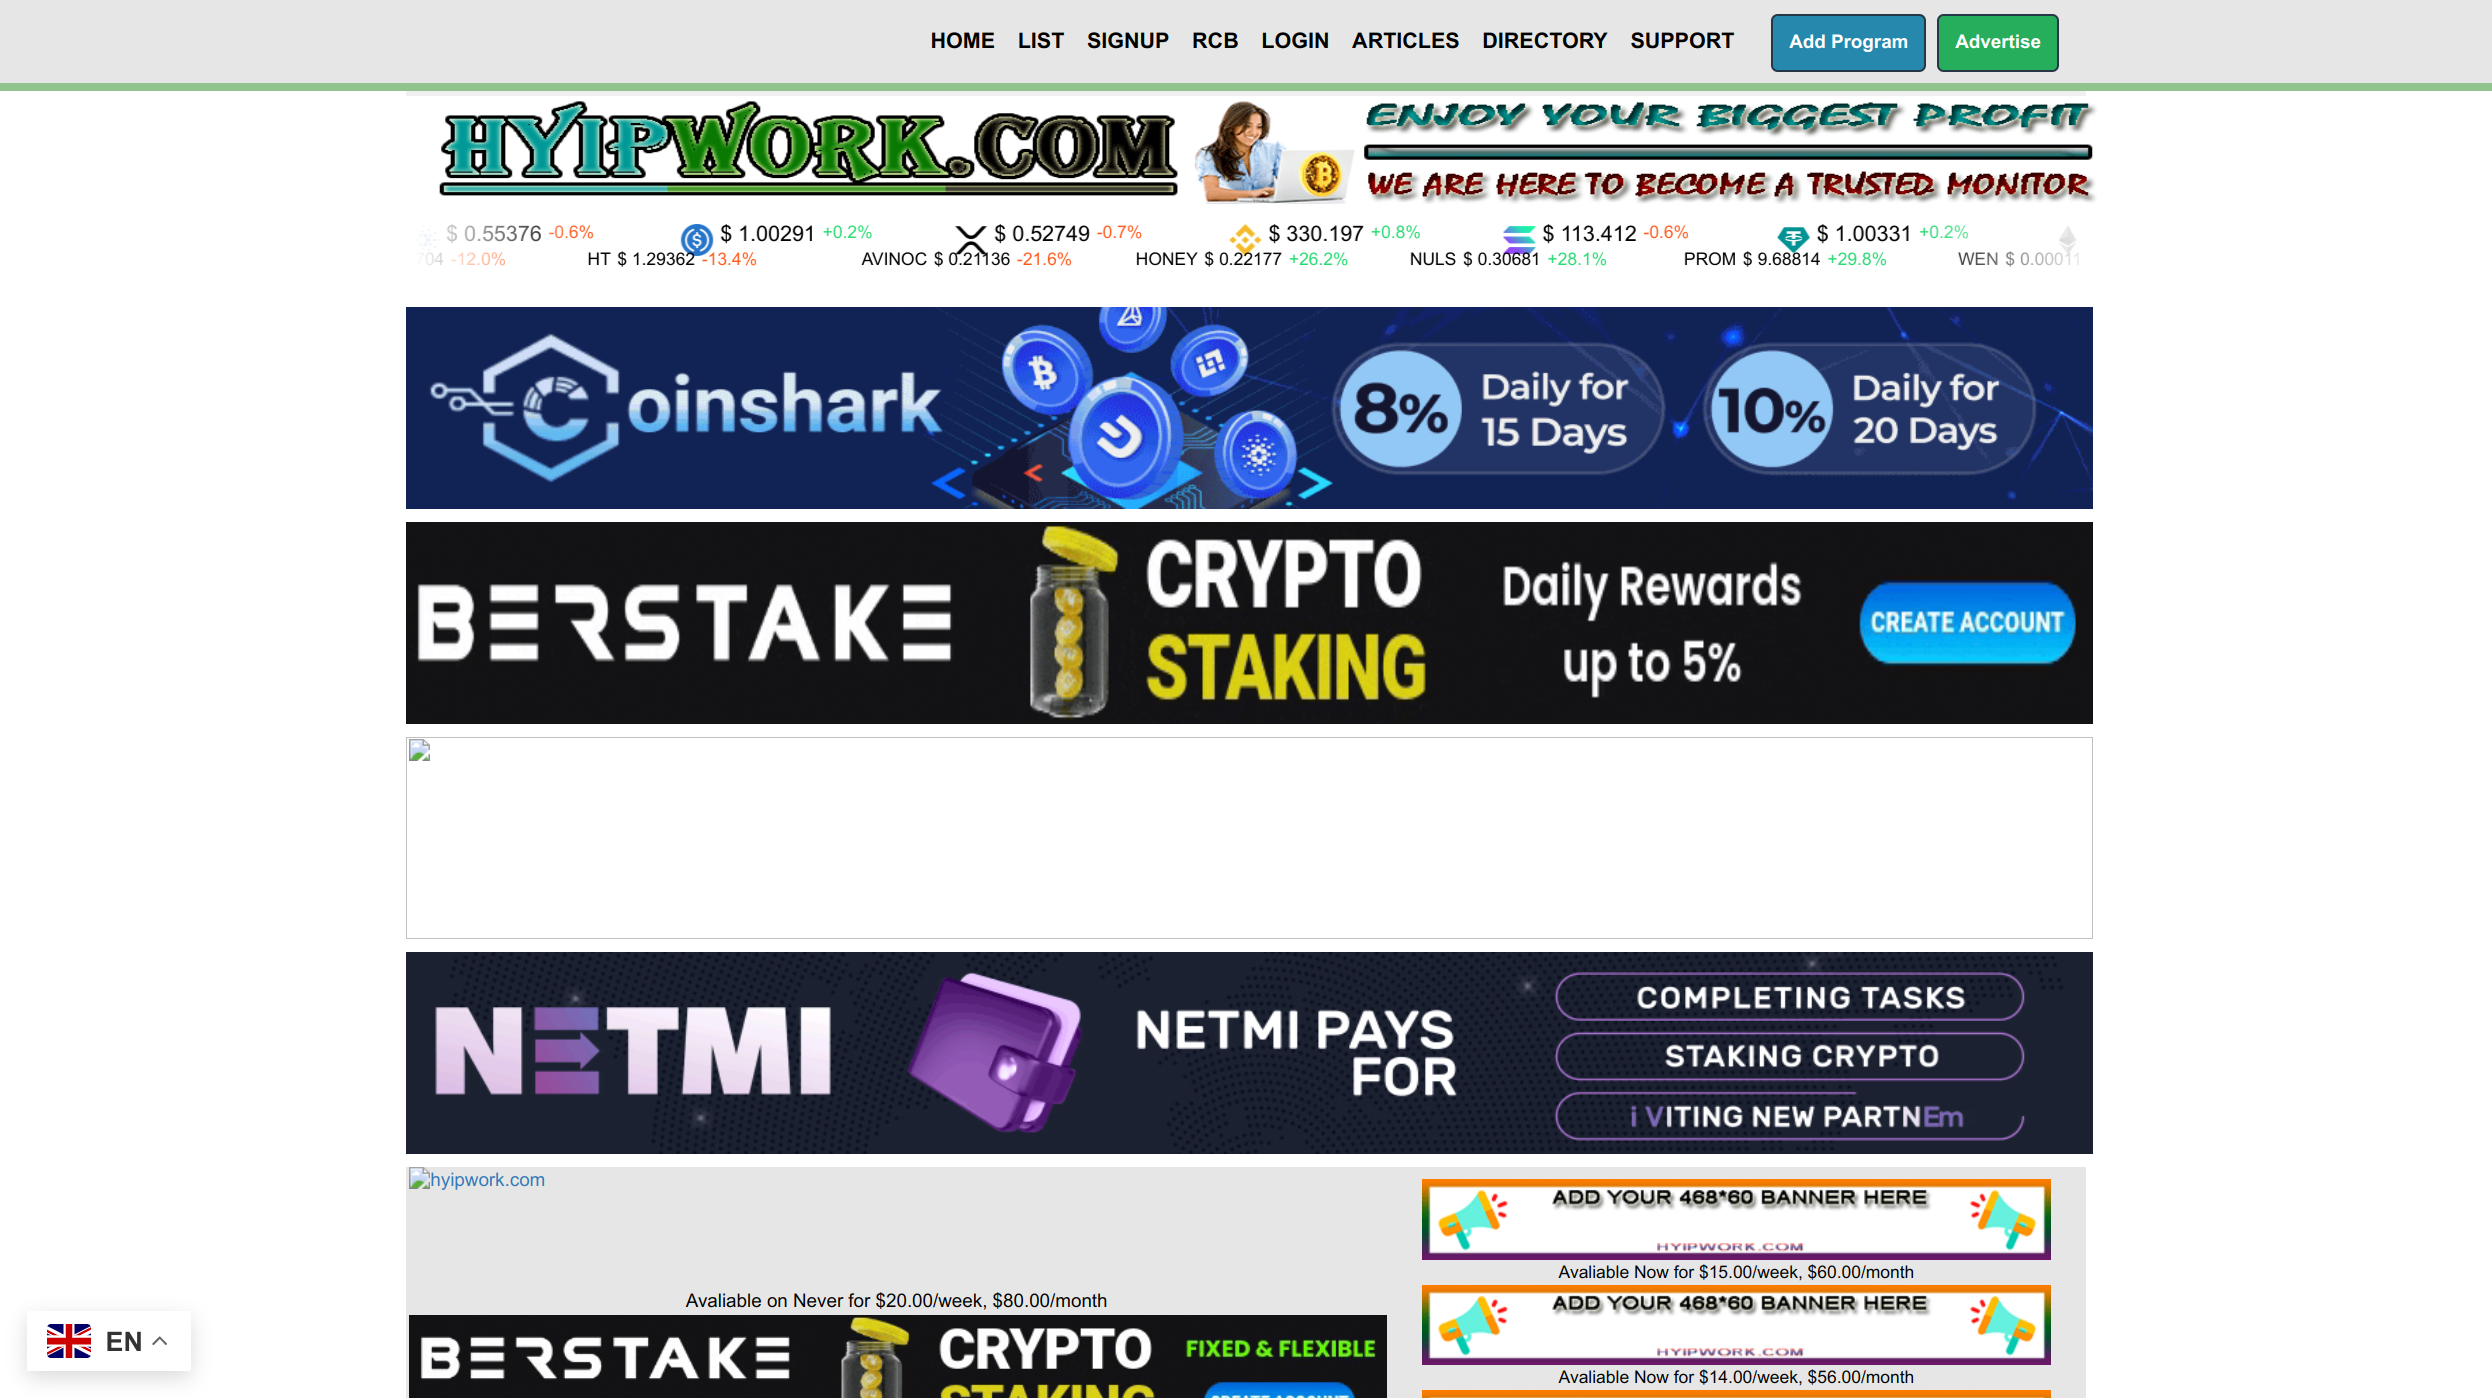 HOME LIST SIGNUP RCB LOGIN ARTICLES DIRECTORY SUPPORT Add Program Advertise
HYIPWORK.COM
ENJOY YOUR BIGGEST PROFIT
WE ARE HERE TO BECOME A TRUSTED MONITOR
$ 0.55376 -0.6% $ 1.00291 +0.2% $ 0.52749 -0.7% $ 330.197 +0.8% $ 113.412 -0.6% $ 1.00331 +0.2%
704 -12.0% HT $ 1.29362 -13.4% AVINOC $ 0.21136 -21.6% HONEY $ 0.22177 +26.2% NULS $ 0.30681 +28.1% PROM $ 9.68814 +29.8% WEN $ 0.00011
Coinshark
8% Daily for 15 Days
10% Daily for 20 Days
BERSTAKE
CRYPTO
STAKING
Daily Rewards
up to 5%
CREATE ACCOUNT
NETMI
NETMI PAYS
FOR
COMPLETING TASKS
STAKING CRYPTO
i VITING NEW PARTNEm
hyipwork.com
Avaliable on Never for $20.00/week, $80.00/month
BERSTAKE
CRYPTO
STAKING
FIXED & FLEXIBLE
CREATE ACCOUNT
ADD YOUR 468*60 BANNER HERE
HYIPWORK.COM
Avaliable Now for $15.00/week, $60.00/month
ADD YOUR 468*60 BANNER HERE
HYIPWORK.COM
Avaliable Now for $14.00/week, $56.00/month
EN